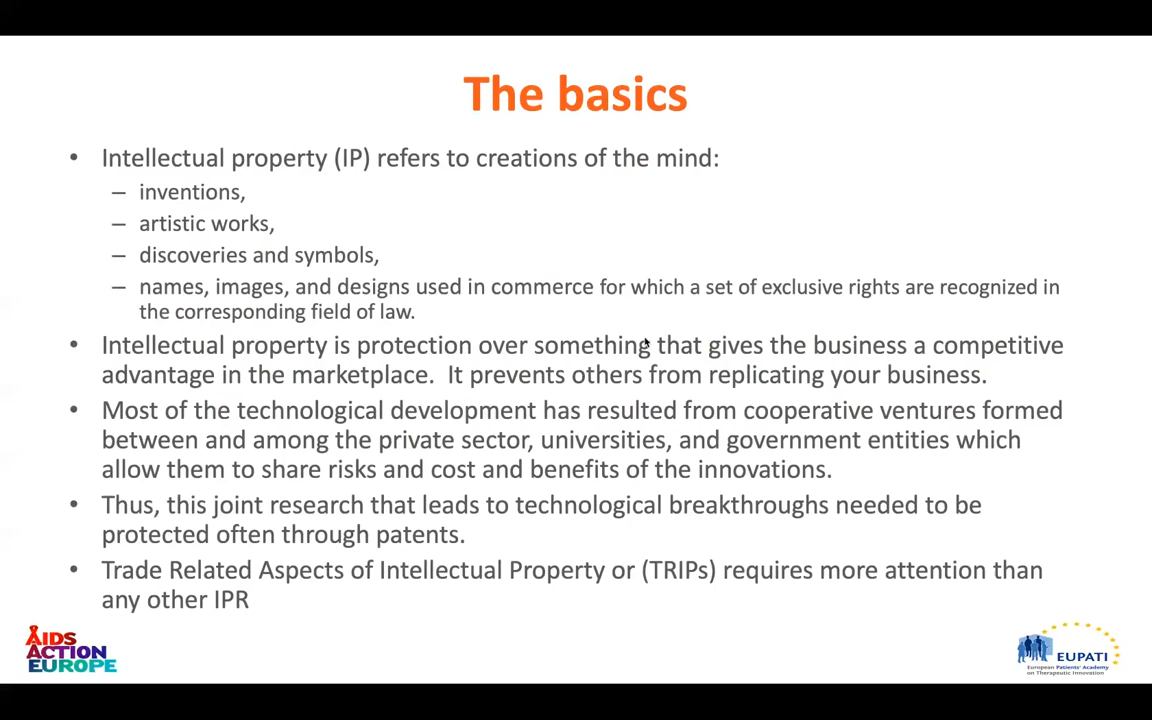 The basics
• Intellectual property (IP) refers to creations of the mind:
– inventions,
– artistic works,
– discoveries and symbols,
– names, images, and designs used in commerce for which a set of exclusive rights are recognized in
the corresponding field of law.
• Intellectual property is protection over something that gives the business a competitive
advantage in the marketplace. It prevents others from replicating your business.
• Most of the technological development has resulted from cooperative ventures formed
between and among the private sector, universities, and government entities which
allow them to share risks and cost and benefits of the innovations.
• Thus, this joint research that leads to technological breakthroughs needed to be
protected often through patents.
• Trade Related Aspects of Intellectual Property or (TRIPs) requires more attention than
any other IPR
AIDS
ACTION
EUROPE
EUPATI
European Patients' Academy
on Therapeutic Innovation